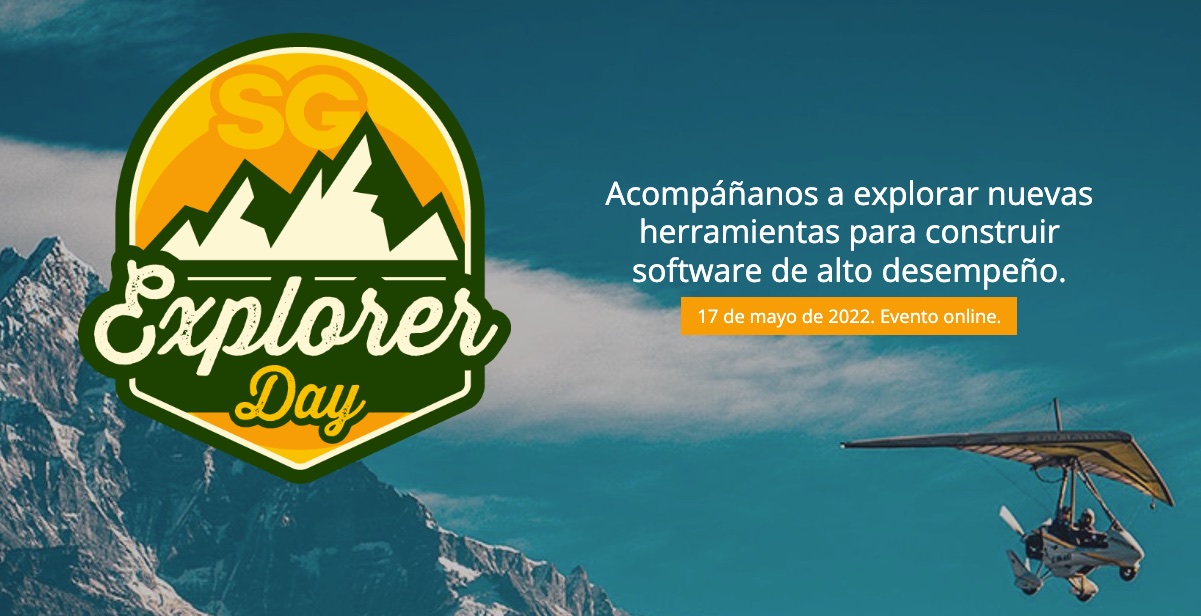 SG
Explorer
Day
Acompáñanos a explorar nuevas
herramientas para construir
software de alto desempeño.
17 de mayo de 2022. Evento online.